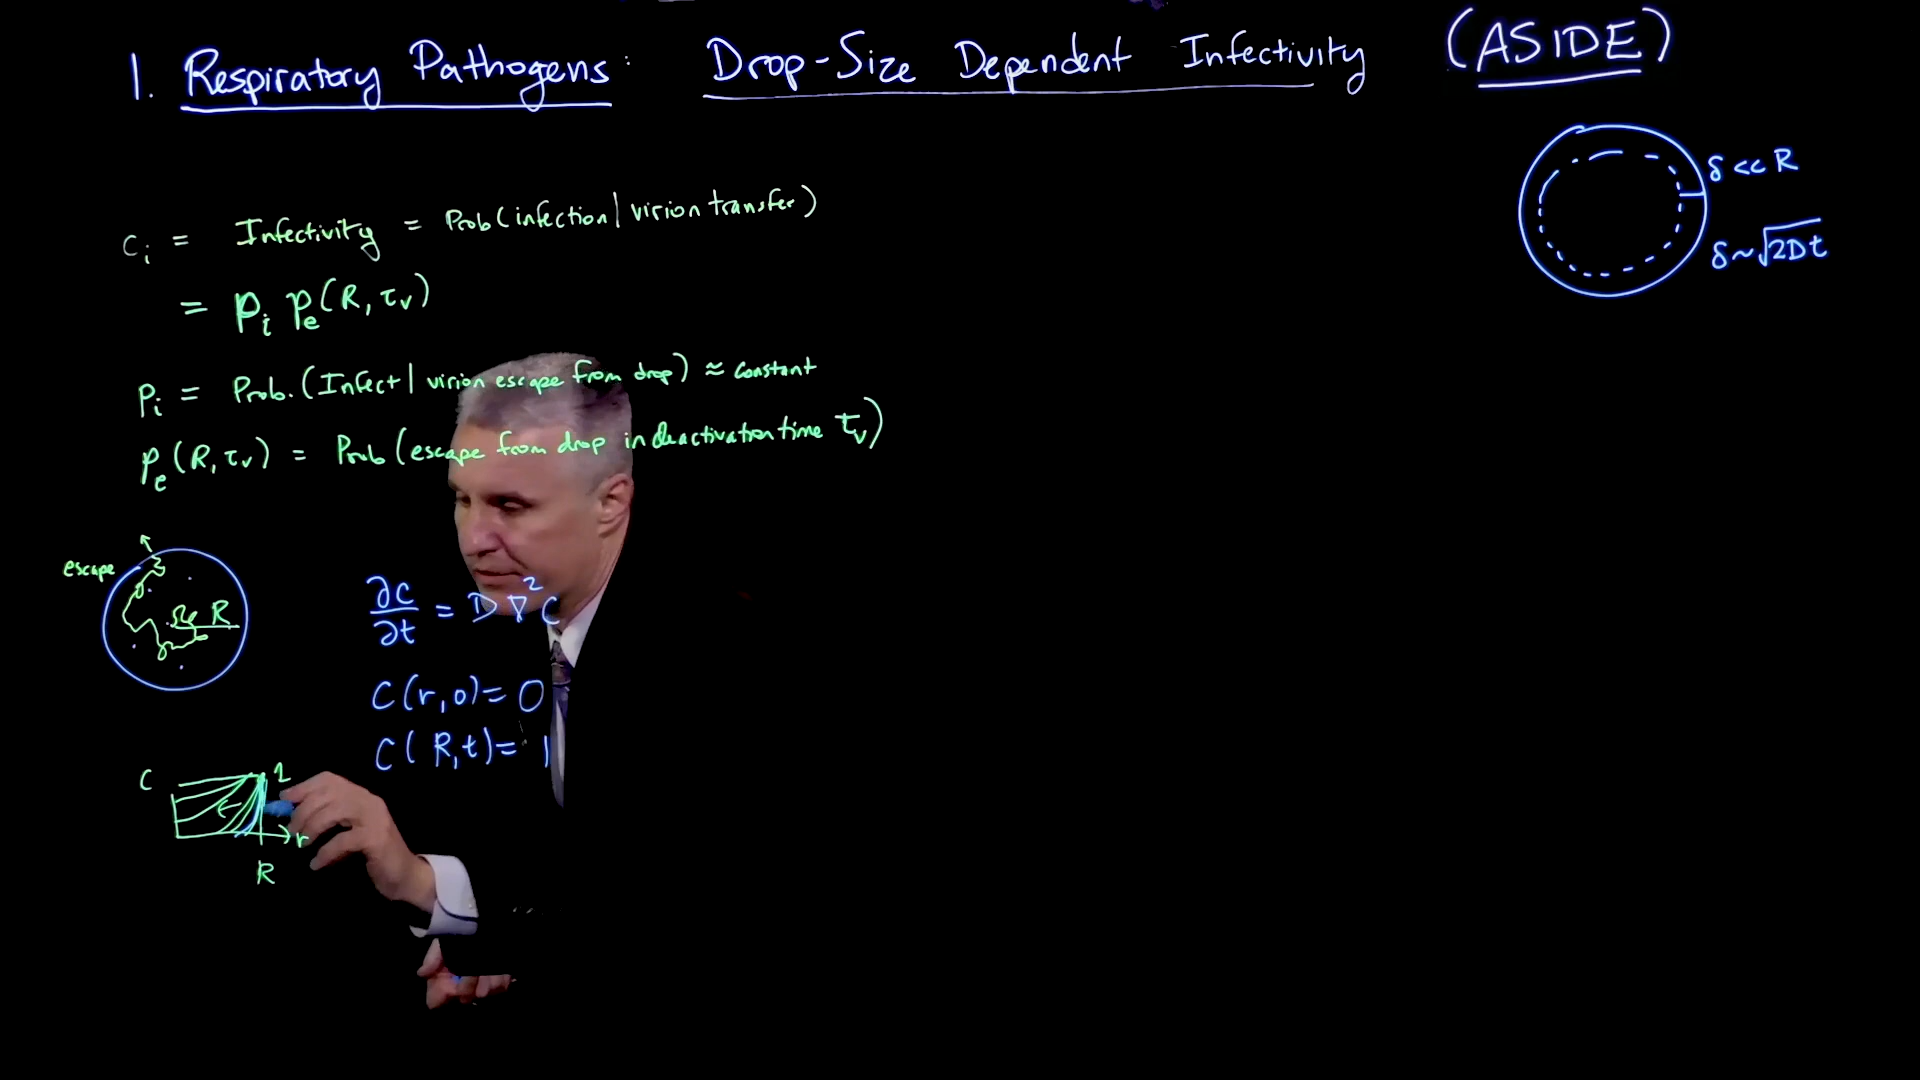 1. Respiratory Pathogens: Drop-Size Dependent Infectivity (ASIDE)
δ << R
δ ~ √2Dt
Cᵢ = Infectivity = Prob(infection | virion transfer)
= pᵢ pₑ(R, τᵥ)
pᵢ = Prob. (Infect | virion escape from drop) ≈ constant
pₑ(R, τᵥ) = Prob (escape from drop in deactivation time τᵥ)
escape
R
∂c/∂t = D ∇² C
C(r, 0) = 0
C(R, t) = 1
C
1
r
R